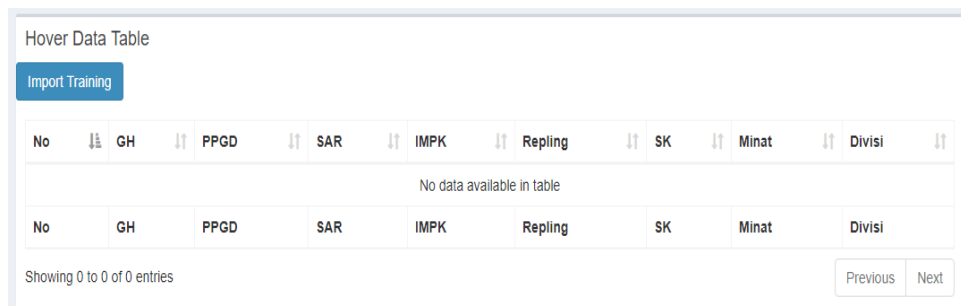 Hover Data Table
Import Training
No GH PPGD SAR IMPK Repling SK Minat Divisi
No data available in table
No GH PPGD SAR IMPK Repling SK Minat Divisi
Showing 0 to 0 of 0 entries Previous Next